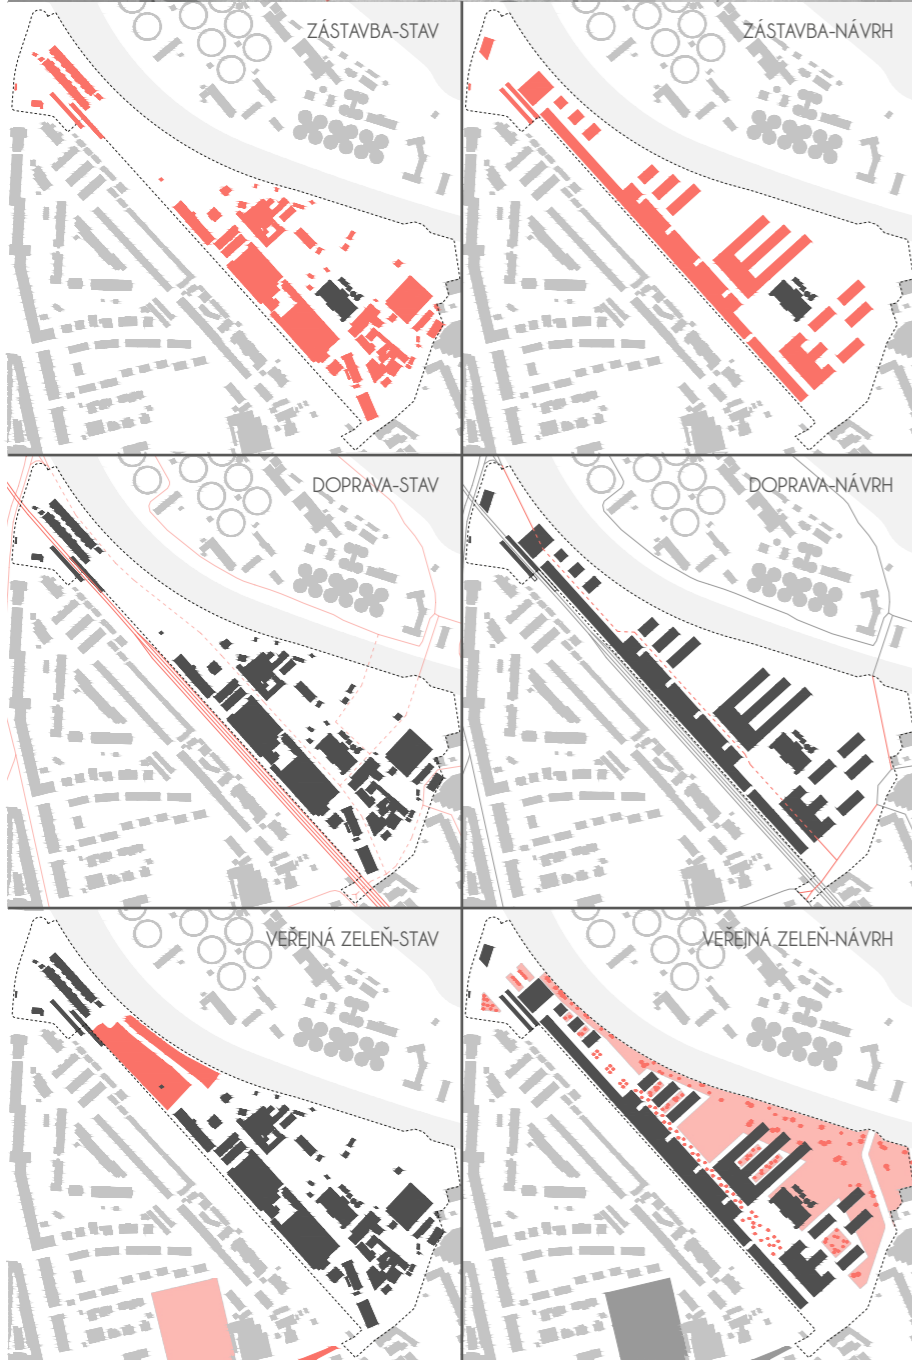 ZÁSTAVBA-STAV
ZÁSTAVBA-NÁVRH
DOPRAVA-STAV
DOPRAVA-NÁVRH
VEŘEJNÁ ZELEŇ-STAV
VEŘEJNÁ ZELEŇ-NÁVRH